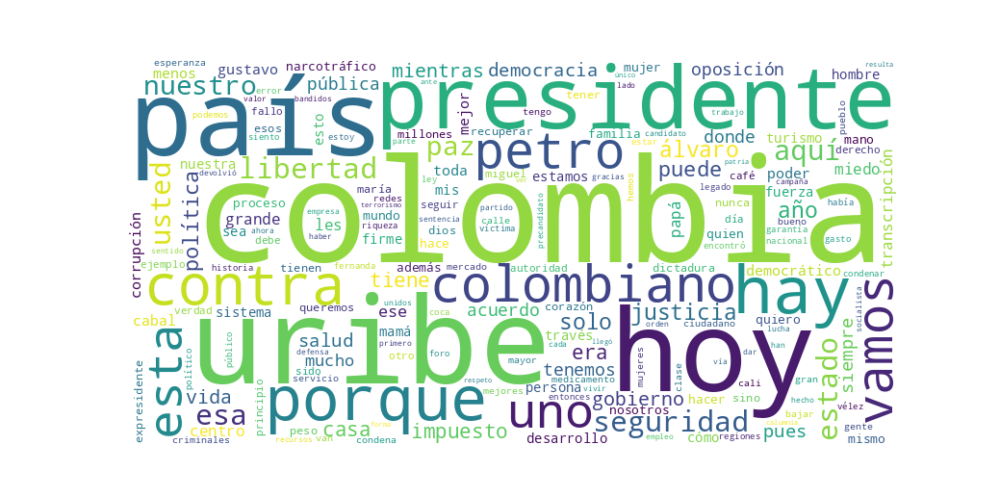 esperanza narcotráfico mujer resulta
menos gustavo pública mientras democracia oposición hombre
nuestro error ante único lado pueblo
país presidente
valor bandidos tener trabajo
podemos fallo esos esto tengo mano
siento estoy mejor millones recuperar familia candidato donde turismo derecho
parte paz petro estar álvaro aquí
usted libertad puede miedo
nuestra toda ley miguel estamos gracias hemos patria poder
devolvió mis café campaña fuerza transcripción
política proceso maría redes terrorismo seguir legado nunca año había
corrupción grande empresa mundo sentencia partido precandidato papá día garantía bueno
sea les riqueza calle quien nacional gasto
debe ahora firme dios víctima encontró
colombia
sentido haber hace
ejemplo historia fernanda además mercado autoridad dictadura democrático condenar
tienen
contra tiene colombiano hay
cabal verdad queremos unidos ese corazón orden ciudadano quiero
sistema acuerdo solo justicia lucha socialista
uribe hoy
mamá coca través era llegó
esta salud primero otro foro cada mujeres vamos
público defensa mayor tenemos clase vía dar han estado siempre
político mucho sido medicamento cali gran
expresidente vida servicio respeto mejores persona vivir hacer sino hecho vélez
esa principio porque uno entonces gobierno nosotros bajar
centro peso casa impuesto seguridad cómo pues gente
criminales recursos van condena desarrollo empleo regiones mismo